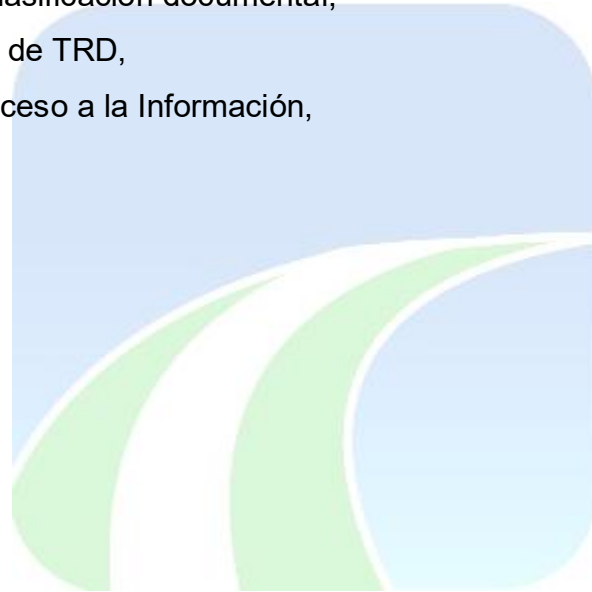 lasificación documental,
de TRD,
ceso a la Información,